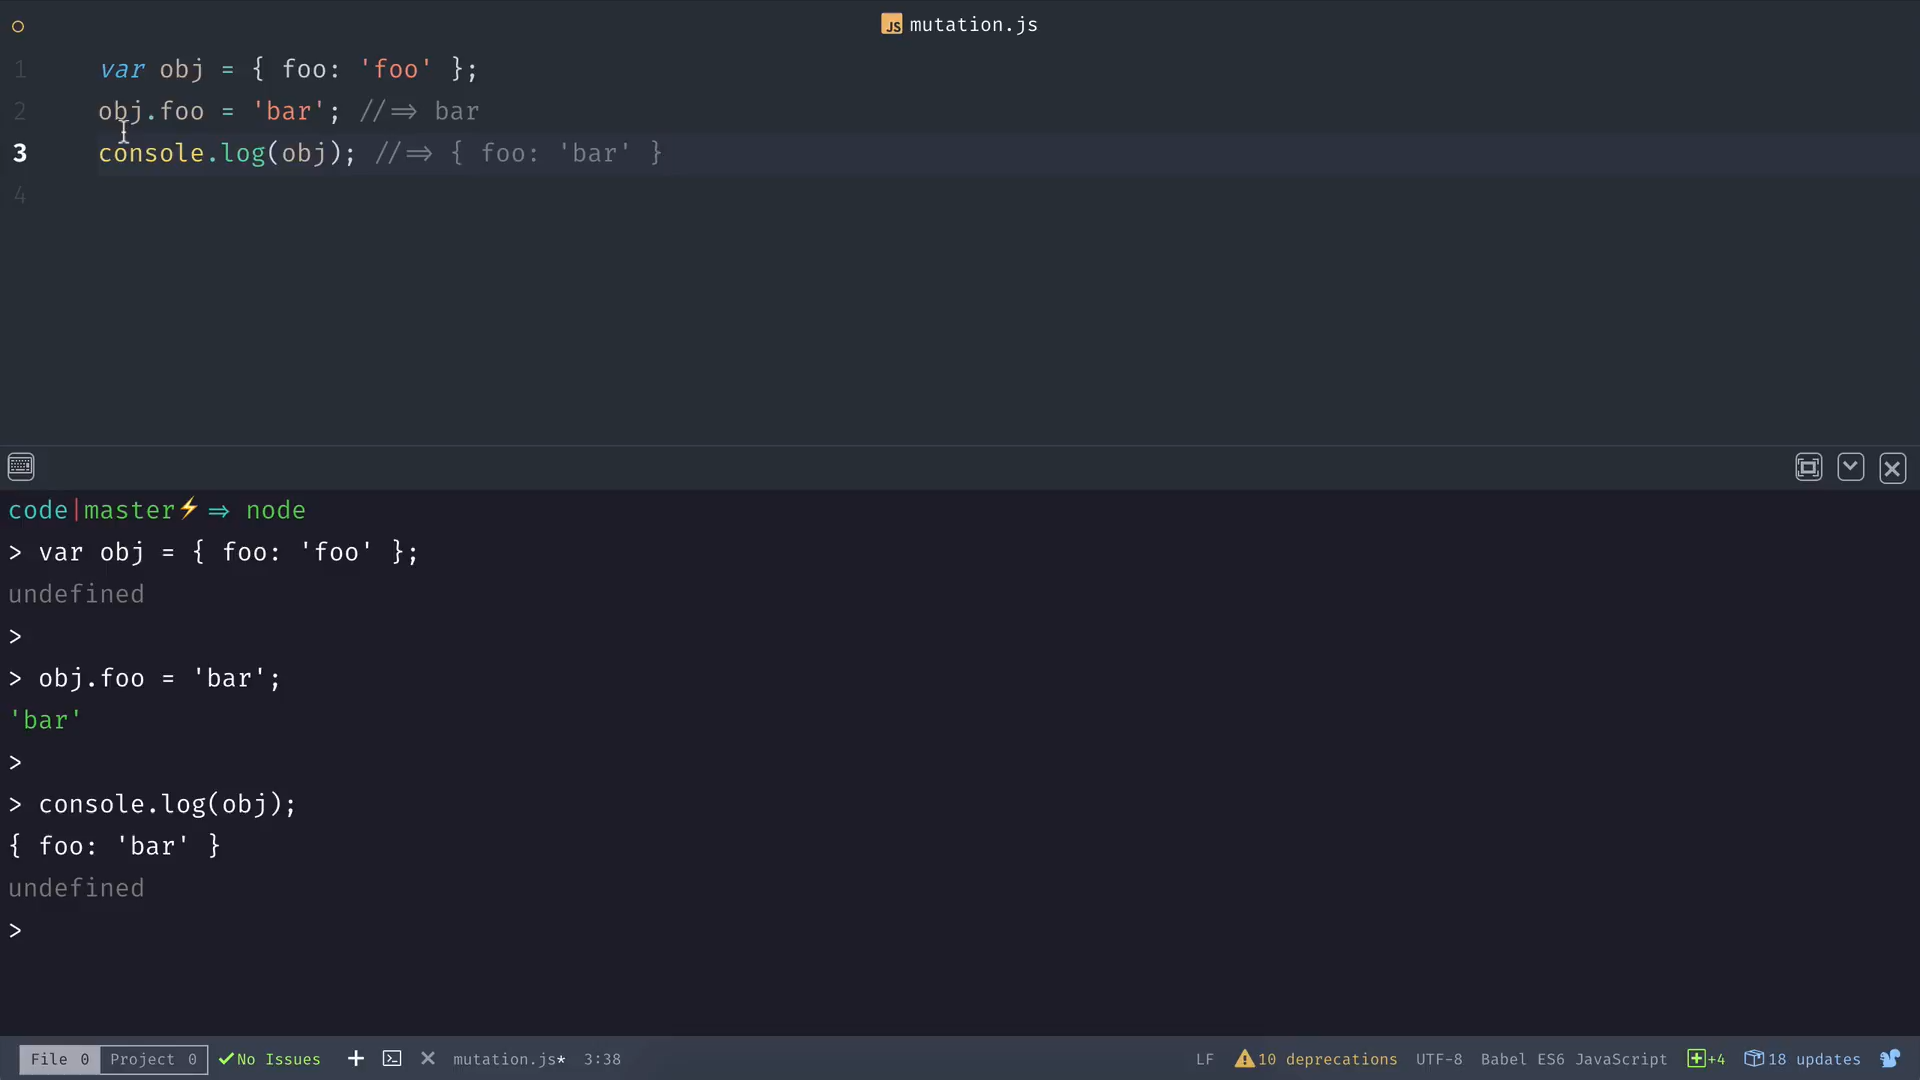 JS mutation.js
1 var obj = { foo: 'foo' };
2 obj.foo = 'bar'; //=> bar
3 console.log(obj); //=> { foo: 'bar' }
4
code|master⚡ => node
> var obj = { foo: 'foo' };
undefined
>
> obj.foo = 'bar';
'bar'
>
> console.log(obj);
{ foo: 'bar' }
undefined
>
File 0 Project 0 No Issues mutation.js* 3:38 LF 10 deprecations UTF-8 Babel ES6 JavaScript +4 18 updates